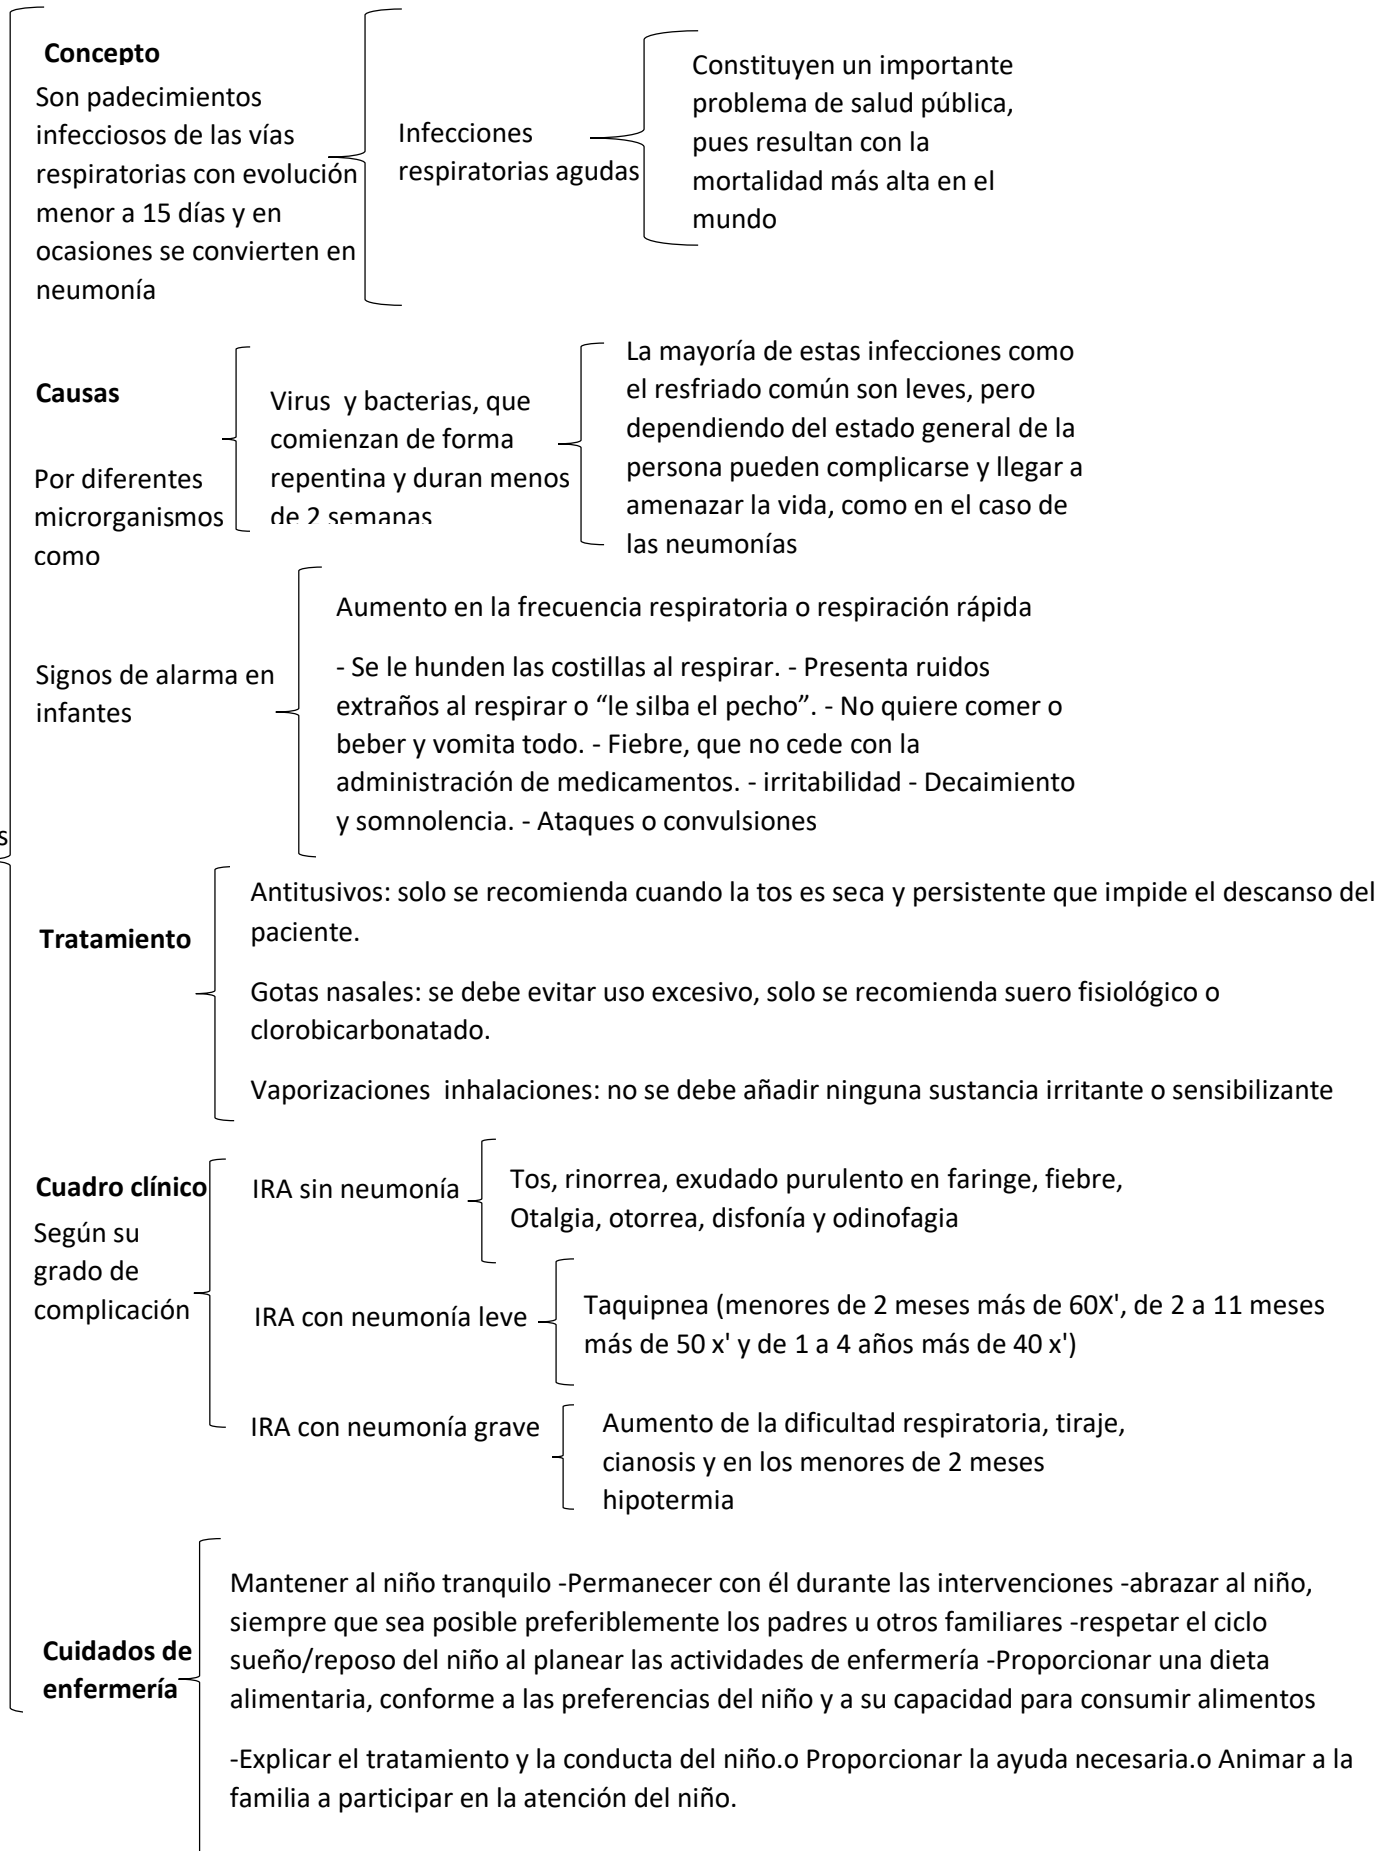 Concepto
Son padecimientos
infecciosos de las vías
respiratorias con evolución
menor a 15 días y en
ocasiones se convierten en
neumonía
Infecciones
respiratorias agudas
Constituyen un importante
problema de salud pública,
pues resultan con la
mortalidad más alta en el
mundo
Causas
Por diferentes
microrganismos
como
Virus  y bacterias, que
comienzan de forma
repentina y duran menos
de 2 semanas
La mayoría de estas infecciones como
el resfriado común son leves, pero
dependiendo del estado general de la
persona pueden complicarse y llegar a
amenazar la vida, como en el caso de
las neumonías
Signos de alarma en
infantes
Aumento en la frecuencia respiratoria o respiración rápida
- Se le hunden las costillas al respirar. - Presenta ruidos
extraños al respirar o “le silba el pecho”. - No quiere comer o
beber y vomita todo. - Fiebre, que no cede con la
administración de medicamentos. - irritabilidad - Decaimiento
y somnolencia. - Ataques o convulsiones
s
Tratamiento
Antitusivos: solo se recomienda cuando la tos es seca y persistente que impide el descanso del
paciente.
Gotas nasales: se debe evitar uso excesivo, solo se recomienda suero fisiológico o
clorobicarbonatado.
Vaporizaciones  inhalaciones: no se debe añadir ninguna sustancia irritante o sensibilizante
Cuadro clínico
Según su
grado de
complicación
IRA sin neumonía
Tos, rinorrea, exudado purulento en faringe, fiebre,
Otalgia, otorrea, disfonía y odinofagia
IRA con neumonía leve
Taquipnea (menores de 2 meses más de 60X', de 2 a 11 meses
más de 50 x' y de 1 a 4 años más de 40 x')
IRA con neumonía grave
Aumento de la dificultad respiratoria, tiraje,
cianosis y en los menores de 2 meses
hipotermia
Cuidados de
enfermería
Mantener al niño tranquilo -Permanecer con él durante las intervenciones -abrazar al niño,
siempre que sea posible preferiblemente los padres u otros familiares -respetar el ciclo
sueño/reposo del niño al planear las actividades de enfermería -Proporcionar una dieta
alimentaria, conforme a las preferencias del niño y a su capacidad para consumir alimentos
-Explicar el tratamiento y la conducta del niño.o Proporcionar la ayuda necesaria.o Animar a la
familia a participar en la atención del niño.